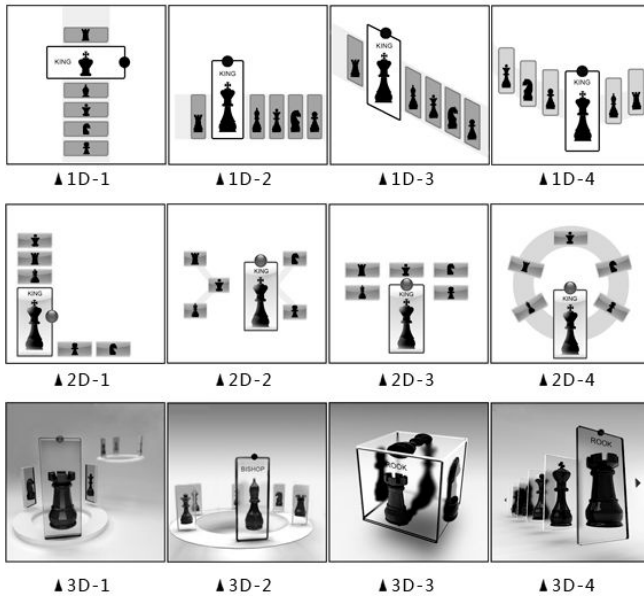 KING
KING
KING
KING
▲1D-1
▲1D-2
▲1D-3
▲1D-4
KING
KING
KING
KING
▲2D-1
▲2D-2
▲2D-3
▲2D-4
BISHOP
ROOK
ROOK
▲3D-1
▲3D-2
▲3D-3
▲3D-4